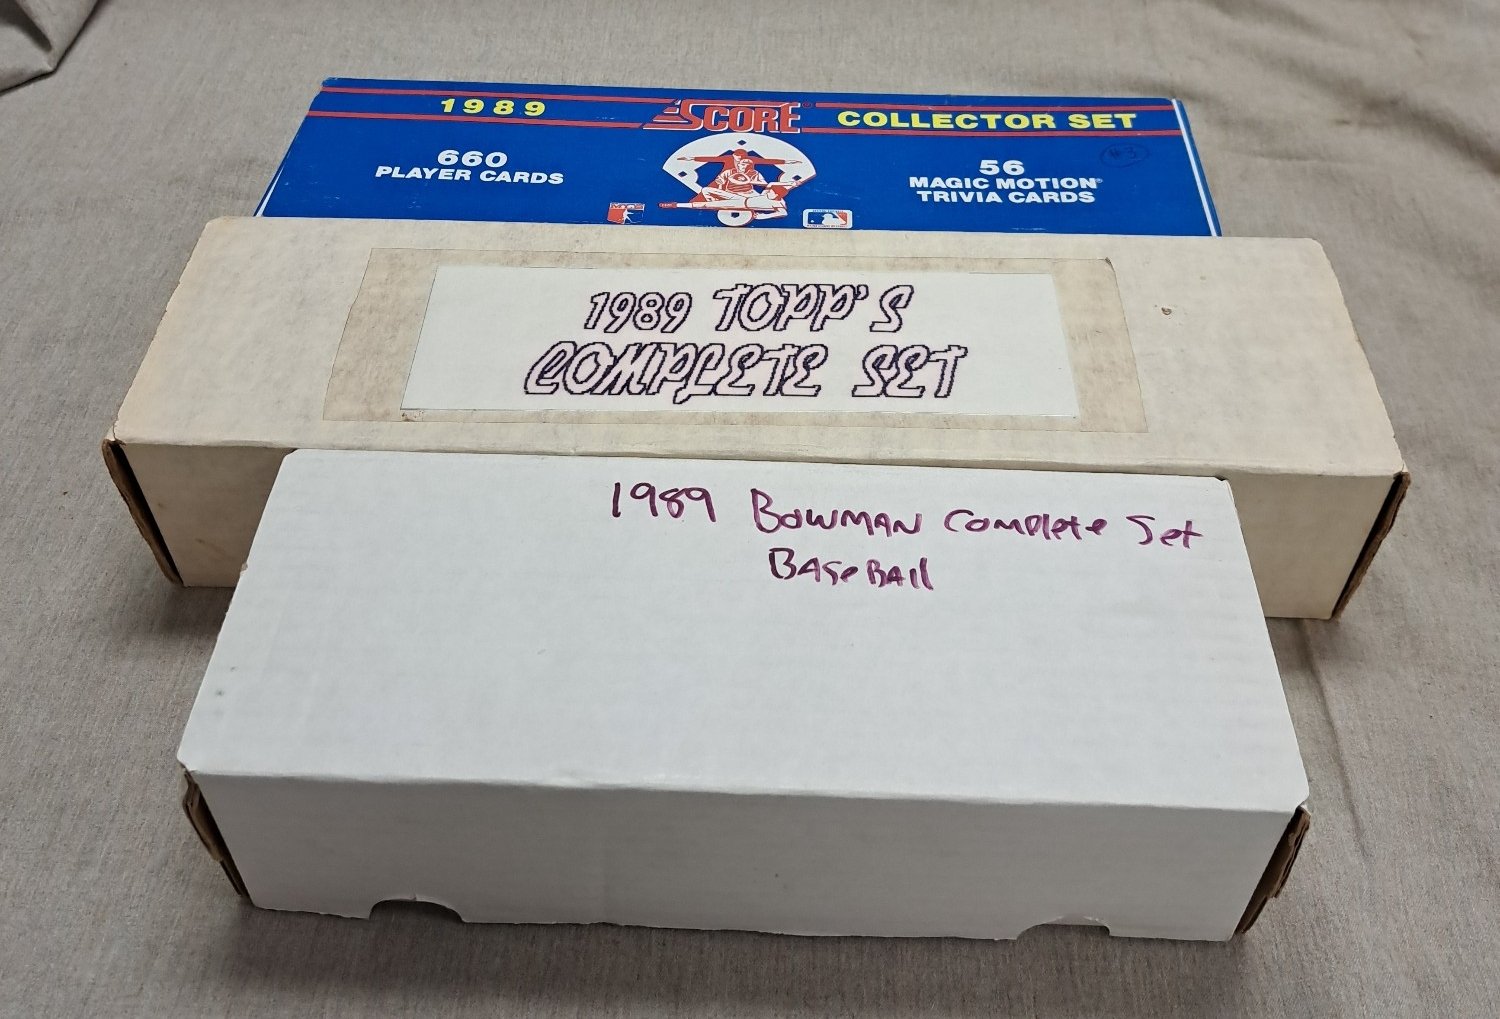 1989 SCORE COLLECTOR SET
660
PLAYER CARDS
56
MAGIC MOTION
TRIVIA CARDS
#3
1989 TOPP'S
COMPLETE SET
1989 BOWMAN Complete Set
BASeBAll